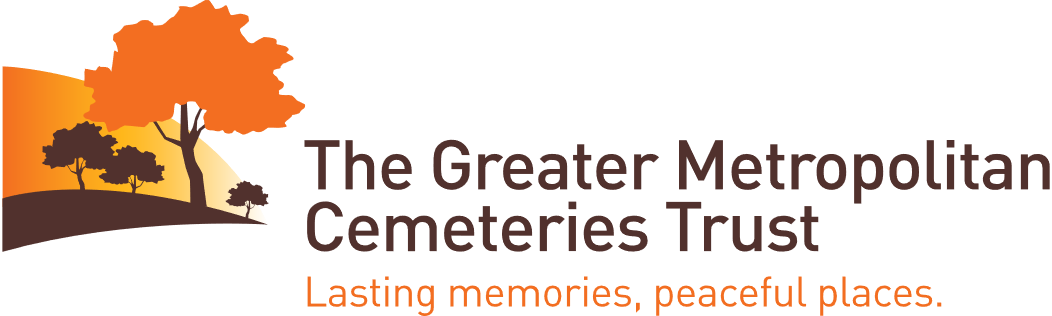 The Greater Metropolitan
Cemeteries Trust
Lasting memories, peaceful places.